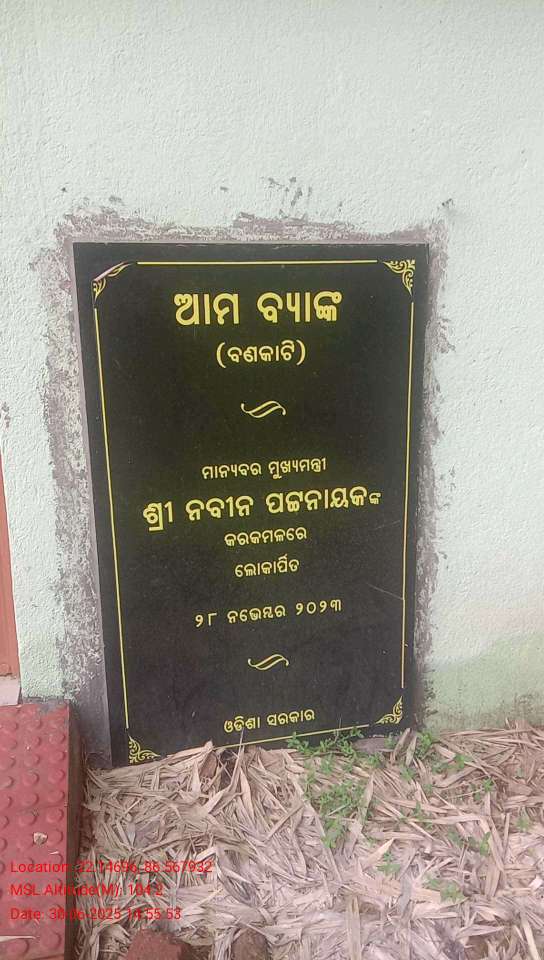 ଆମ ବ୍ୟାଙ୍କ
(ବଣକାଟି)
ମାନ୍ୟବର ମୁଖ୍ୟମନ୍ତ୍ରୀ
ଶ୍ରୀ ନବୀନ ପଟ୍ଟନାୟକଙ୍କ
କରକମଳରେ
ଲୋକାର୍ପିତ
୨୮ ନଭେମ୍ବର ୨୦୨୩
ଓଡିଶା ସରକାର
Location: 22.14696, 86.567932
MSL Altitude(M): 104.2
Date: 30-06-2025 14:55:53